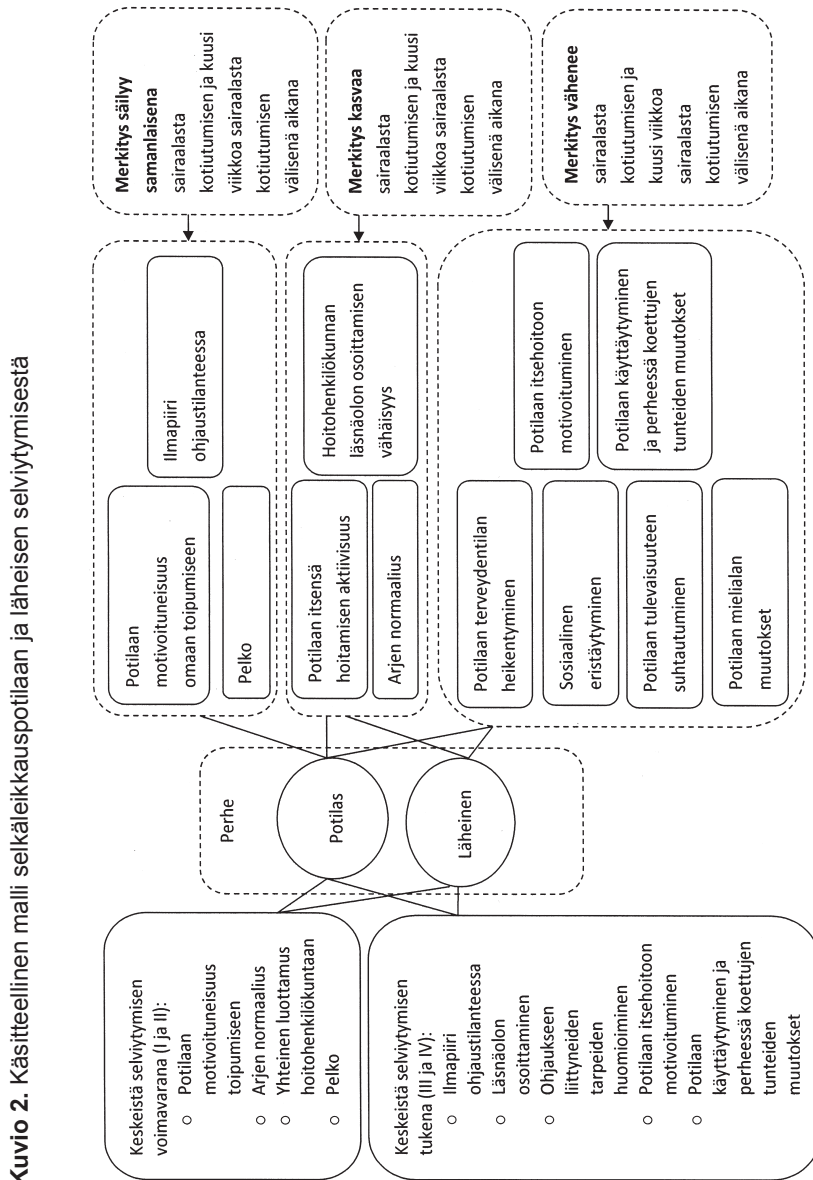 Kuvio 2. Käsitteellinen malli selkäleikkauspotilaan ja läheisen selviytymisestä
Keskeistä selviytymisen
voimavarana (I ja II):
○ Potilaan
motivoituneisuus
toipumiseen
○ Arjen normaalius
○ Yhteinen luottamus
hoitohenkilökuntaan
○ Pelko
Keskeistä selviytymisen
tukena (III ja IV):
○ Ilmapiiri
ohjaustilanteessa
○ Läsnäolon
osoittaminen
○ Ohjaukseen
liittyneiden
tarpeiden
huomioiminen
○ Potilaan itsehoitoon
motivoituminen
○ Potilaan
käyttäytyminen ja
perheessä koettujen
tunteiden
muutokset
Perhe
Potilas
Läheinen
Potilaan
motivoituneisuus
omaan toipumiseen
Pelko
Ilmapiiri
ohjaustilanteessa
Potilaan itsensä
hoitamisen aktiivisuus
Arjen normaalius
Hoitohenkilökunnan
läsnäolon osoittamisen
vähäisyys
Potilaan terveydentilan
heikentyminen
Sosiaalinen
eristäytyminen
Potilaan tulevaisuuteen
suhtautuminen
Potilaan mielialan
muutokset
Potilaan itsehoitoon
motivoituminen
Potilaan käyttäytyminen
ja perheessä koettujen
tunteiden muutokset
Merkitys säilyy
samanlaisena
sairaalasta
kotiutumisen ja kuusi
viikkoa sairaalasta
kotiutumisen
välisenä aikana
Merkitys kasvaa
sairaalasta
kotiutumisen ja kuusi
viikkoa sairaalasta
kotiutumisen
välisenä aikana
Merkitys vähenee
sairaalasta
kotiutumisen ja
kuusi viikkoa
sairaalasta
kotiutumisen
välisenä aikana